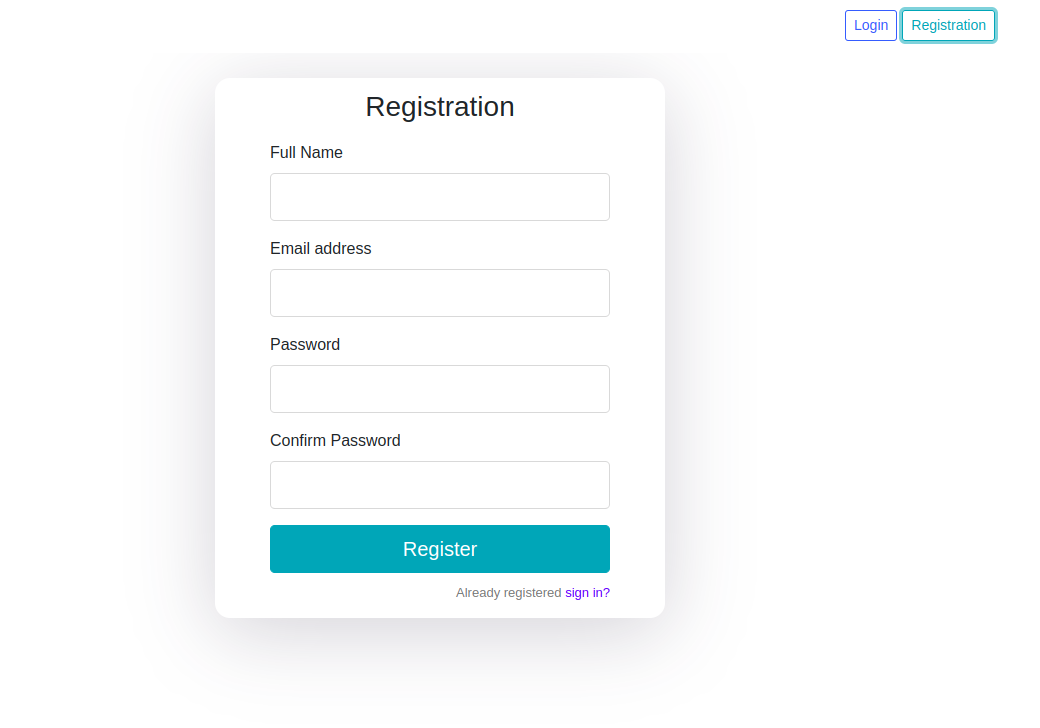 Login Registration
Registration
Full Name
Email address
Password
Confirm Password
Register
Already registered sign in?